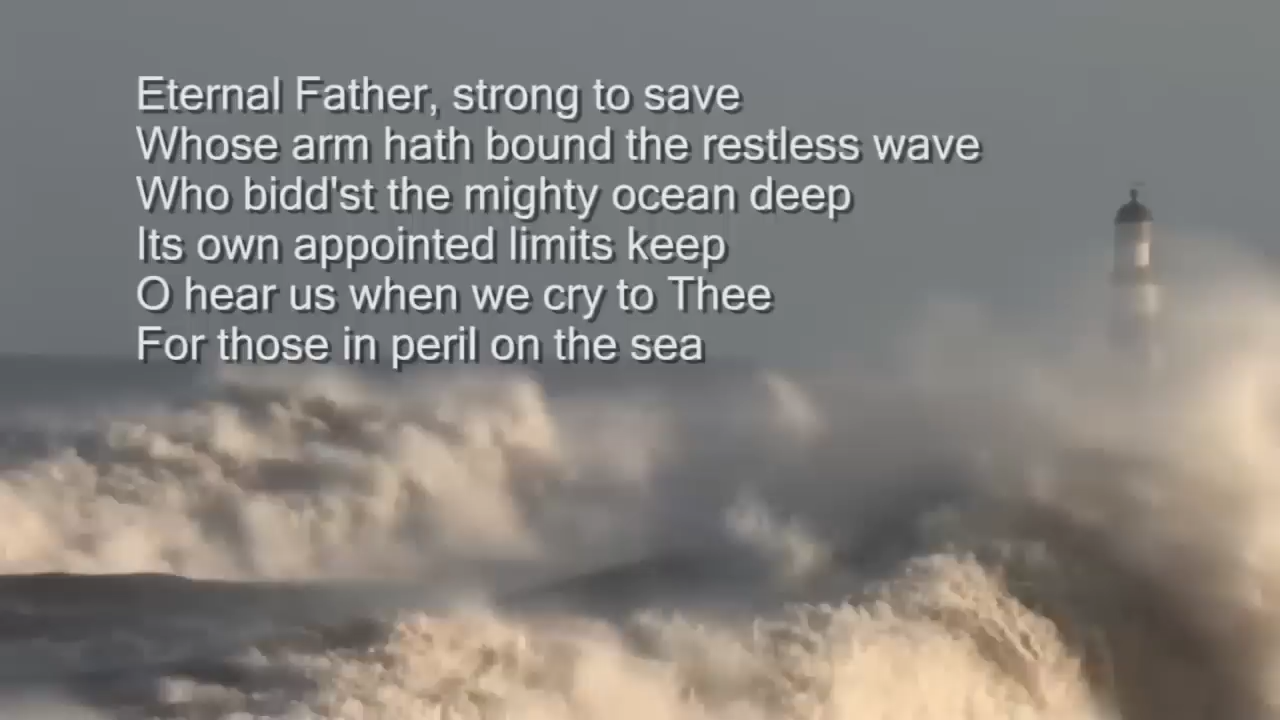 Eternal Father, strong to save
Whose arm hath bound the restless wave
Who bidd'st the mighty ocean deep
Its own appointed limits keep
O hear us when we cry to Thee
For those in peril on the sea